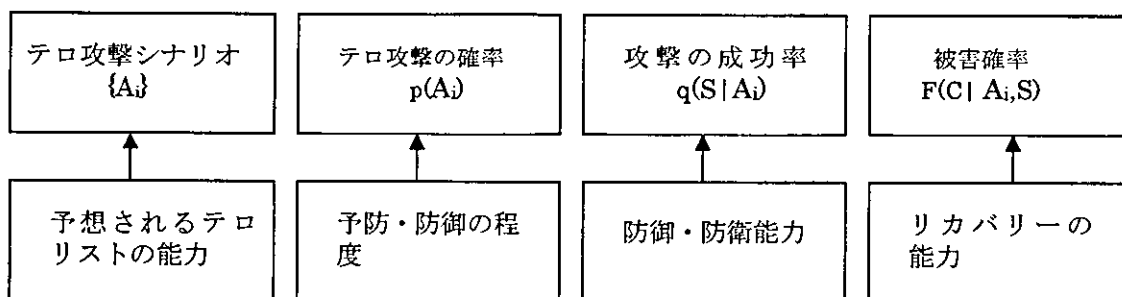 テロ攻撃シナリオ
{Ai}
テロ攻撃の確率
p(Ai)
攻撃の成功率
q(S|Ai)
被害確率
F(C| Ai,S)
予想されるテロ
リストの能力
予防・防御の程
度
防御・防衛能力
リカバリーの
能力